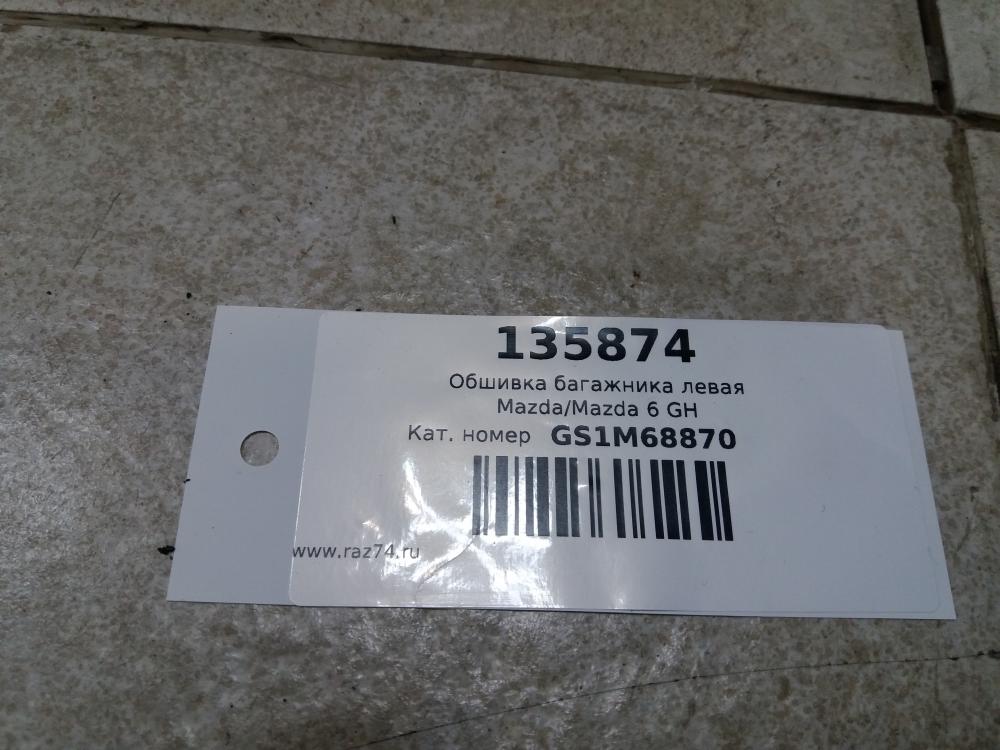 135874
Обшивка багажника левая
Mazda/Mazda 6 GH
Кат. номер GS1M68870
www.raz74.ru